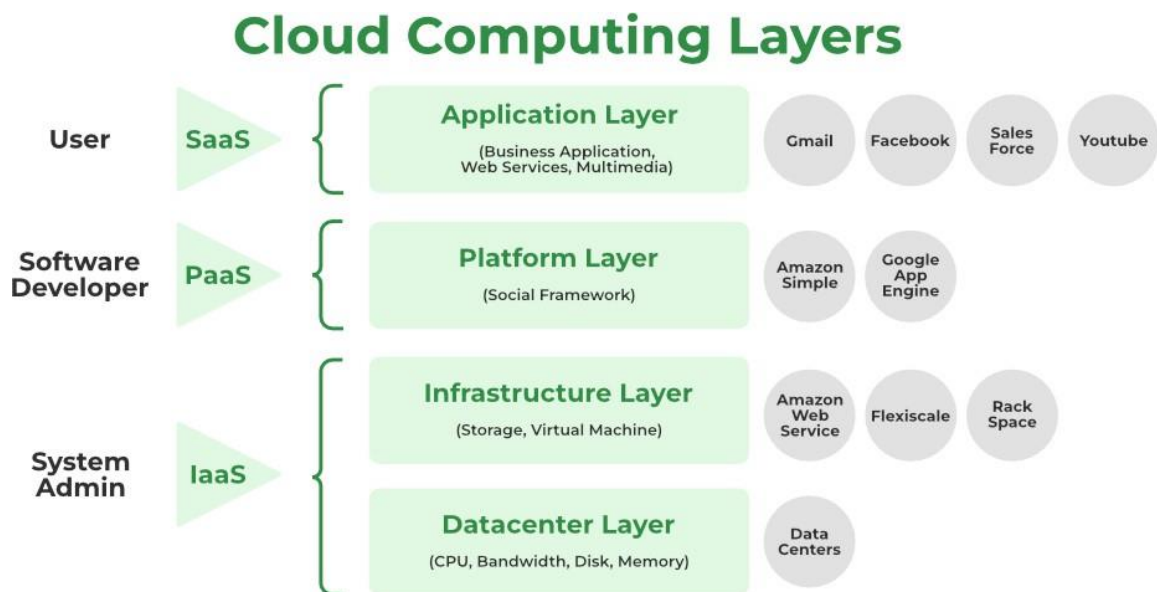 Cloud Computing Layers
User
SaaS
Application Layer
(Business Application,
Web Services, Multimedia)
Gmail
Facebook
Sales
Force
Youtube
Software
Developer
PaaS
Platform Layer
(Social Framework)
Amazon
Simple
Google
App
Engine
System
Admin
IaaS
Infrastructure Layer
(Storage, Virtual Machine)
Amazon
Web
Service
Flexiscale
Rack
Space
Datacenter Layer
(CPU, Bandwidth, Disk, Memory)
Data
Centers